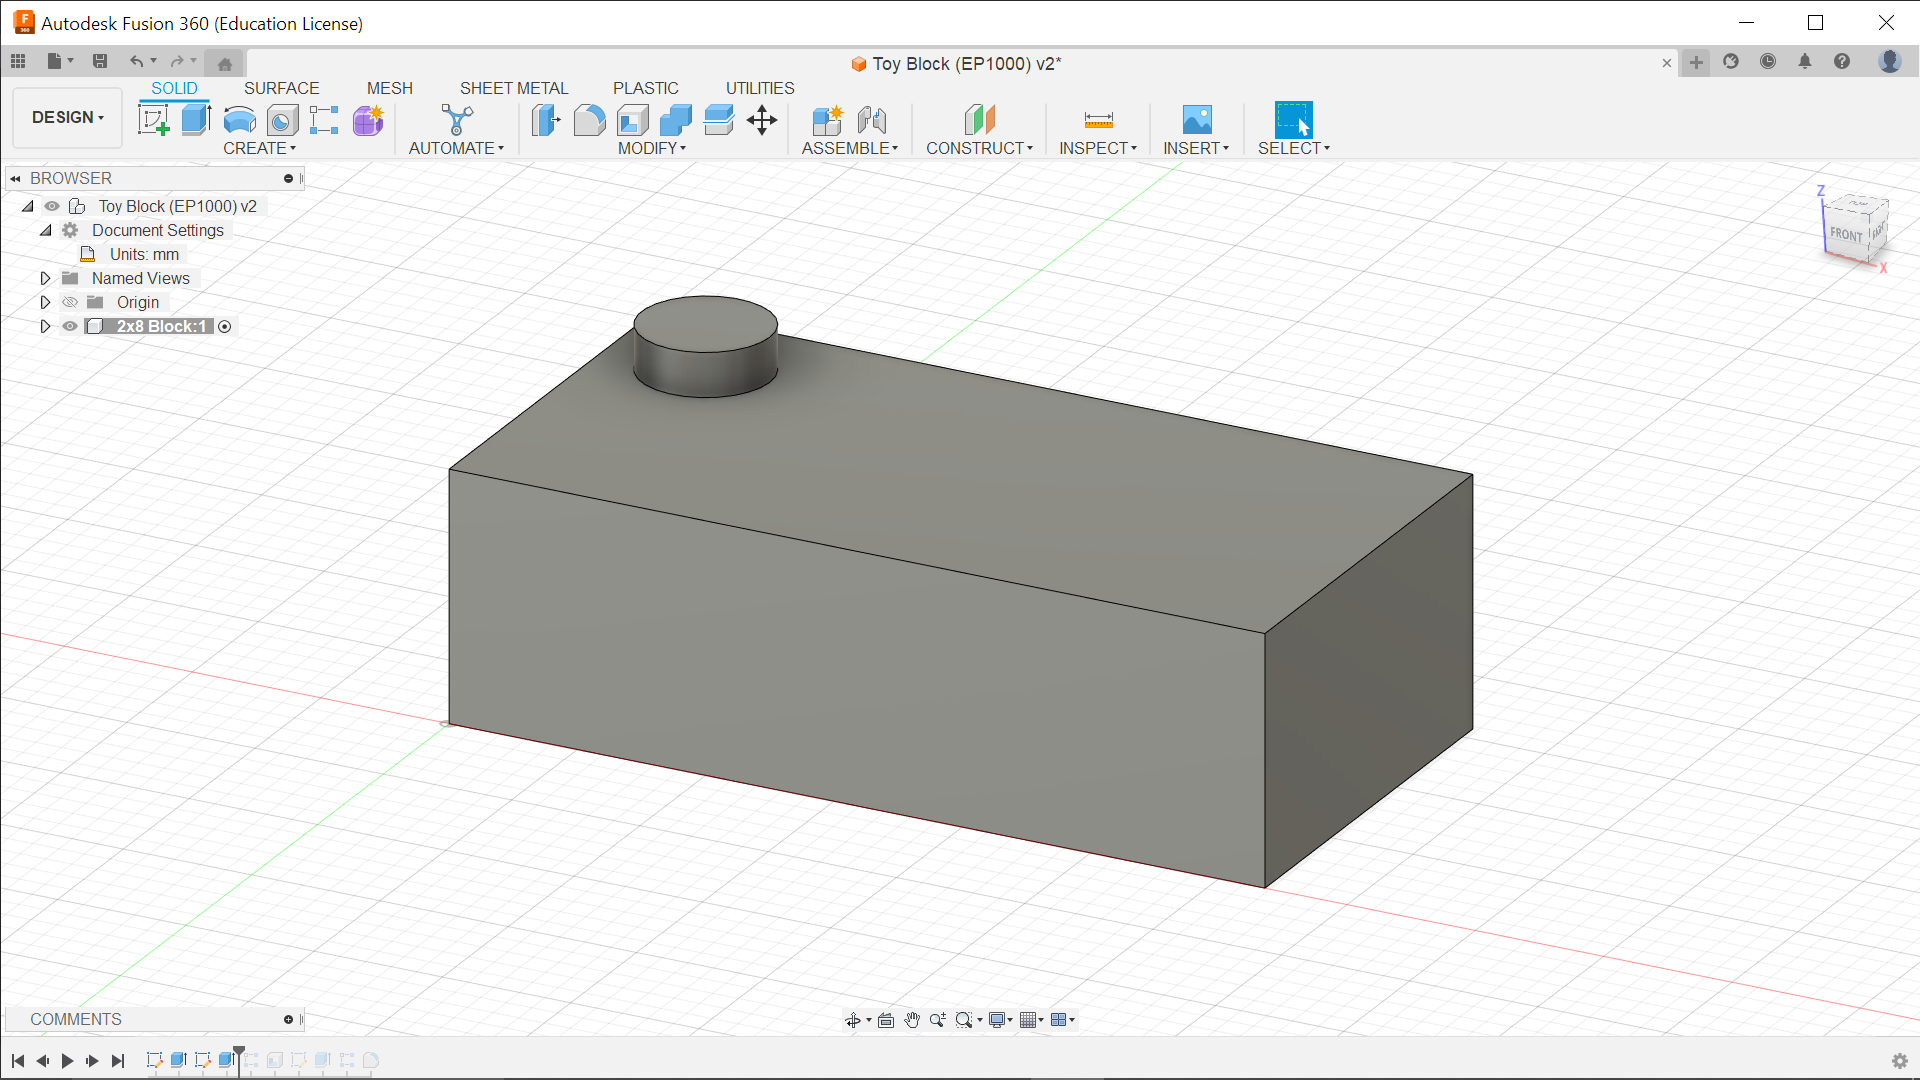 Autodesk Fusion 360 (Education License)
Toy Block (EP1000) v2*
SOLID SURFACE MESH SHEET METAL PLASTIC UTILITIES
DESIGN
CREATE AUTOMATE MODIFY ASSEMBLE CONSTRUCT INSPECT INSERT SELECT
BROWSER
Toy Block (EP1000) v2
Document Settings
Units: mm
Named Views
Origin
2x8 Block:1
Z
FRONT
X
COMMENTS